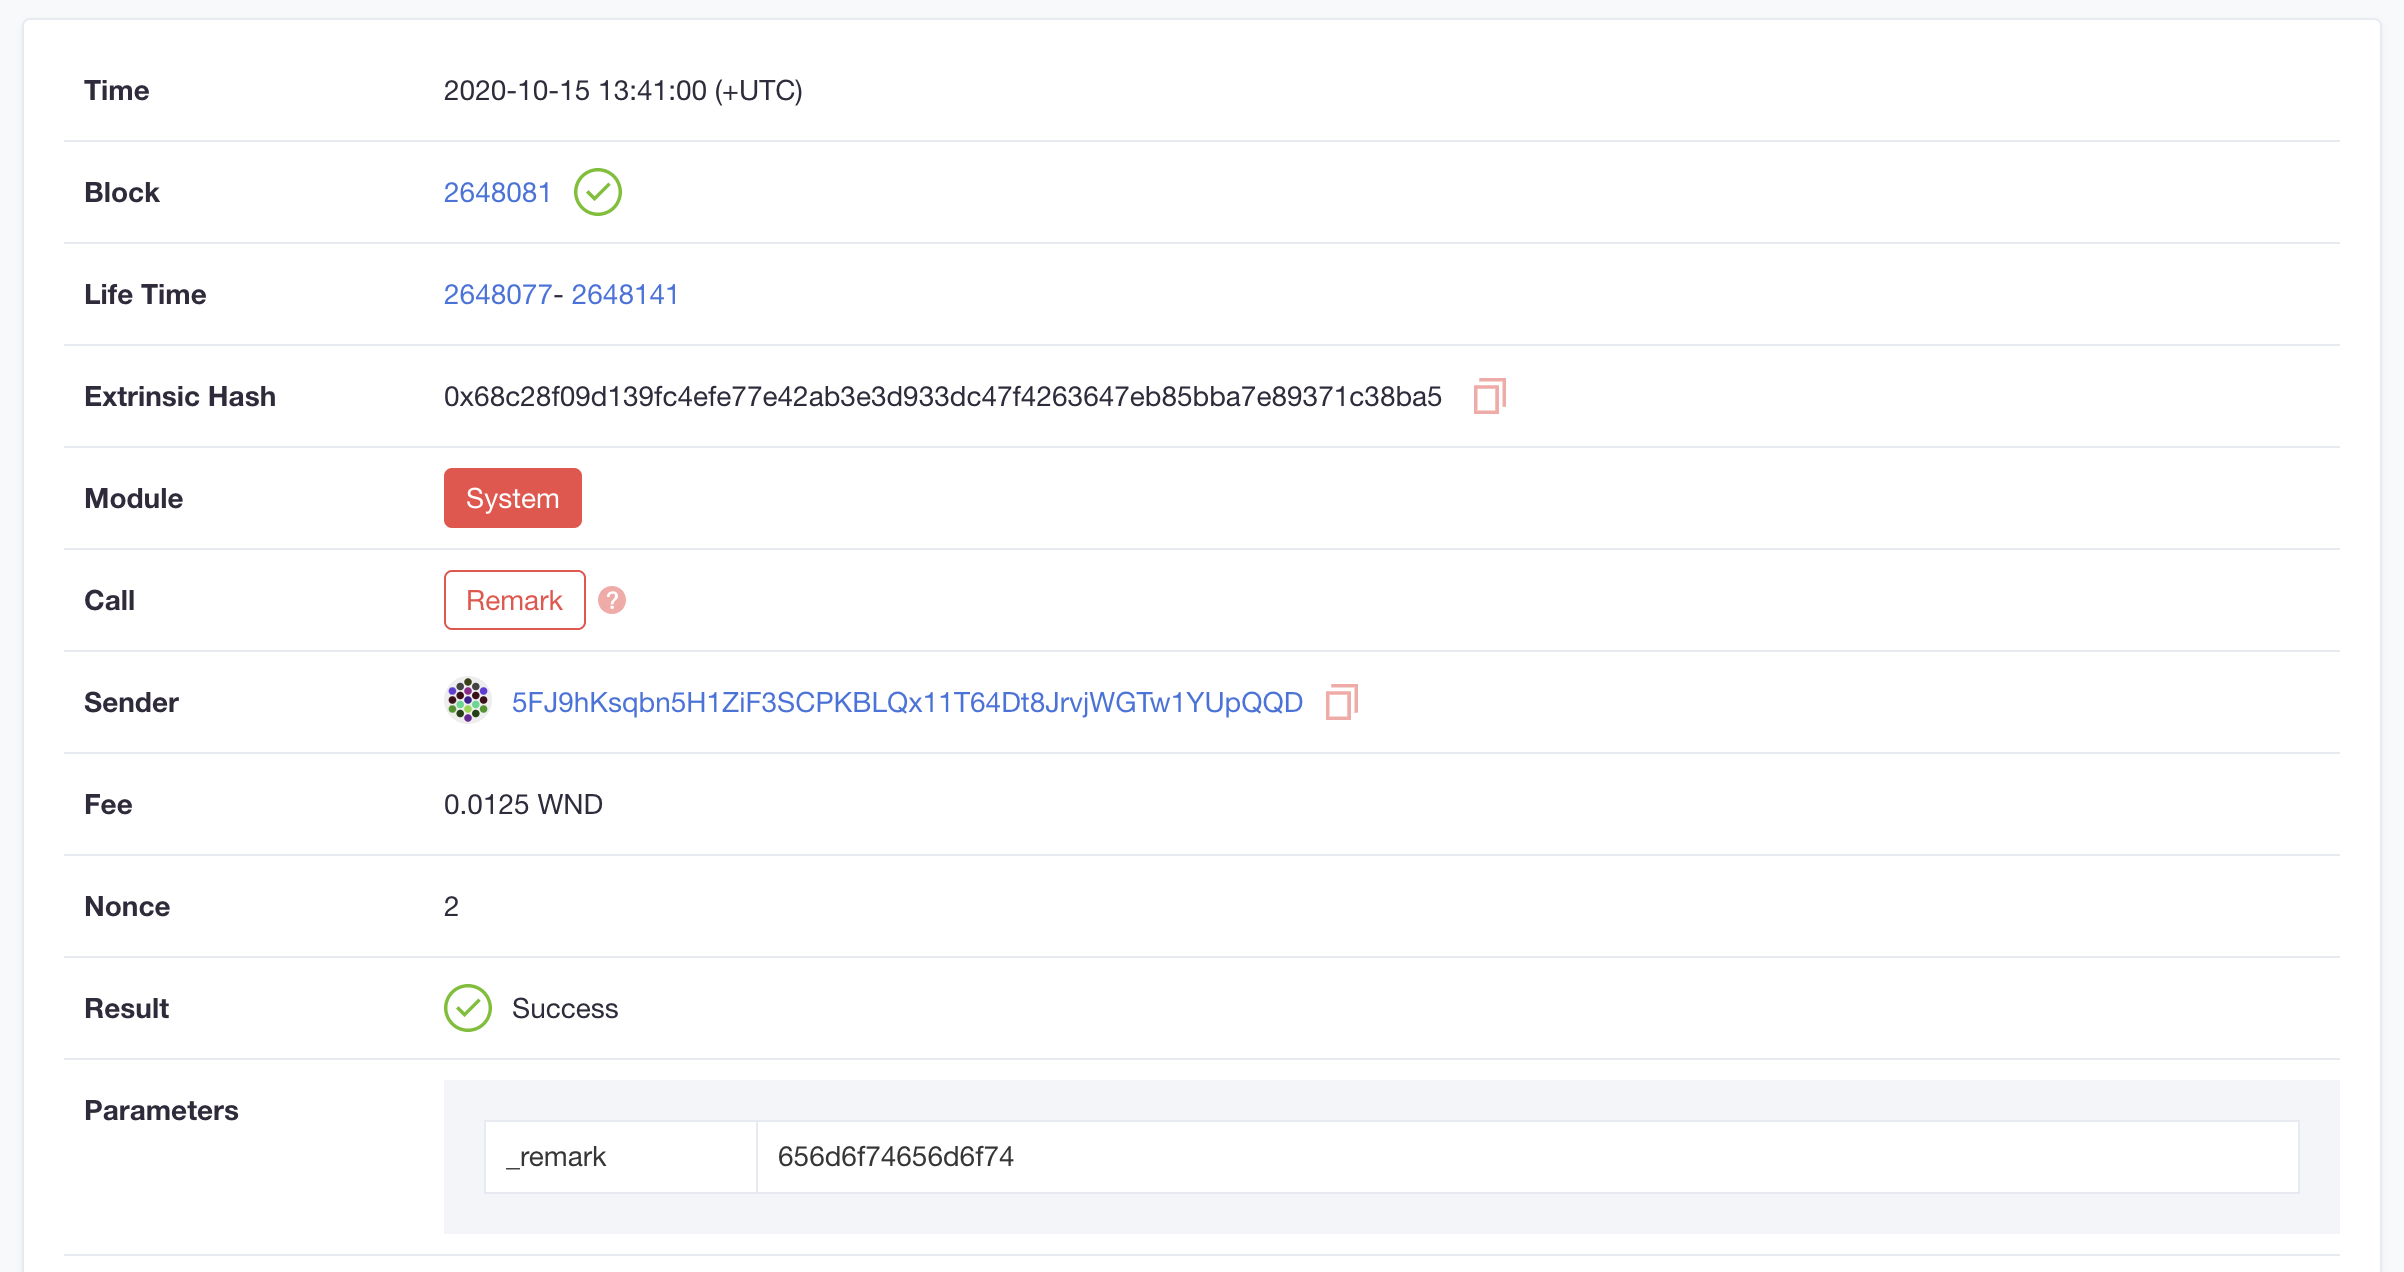 Time 2020-10-15 13:41:00 (+UTC)
Block 2648081
Life Time 2648077- 2648141
Extrinsic Hash 0x68c28f09d139fc4efe77e42ab3e3d933dc47f4263647eb85bba7e89371c38ba5
Module System
Call Remark ?
Sender 5FJ9hKsqbn5H1ZiF3SCPKBLQx11T64Dt8JrvjWGTw1YUpQQD
Fee 0.0125 WND
Nonce 2
Result Success
Parameters
_remark 656d6f74656d6f74